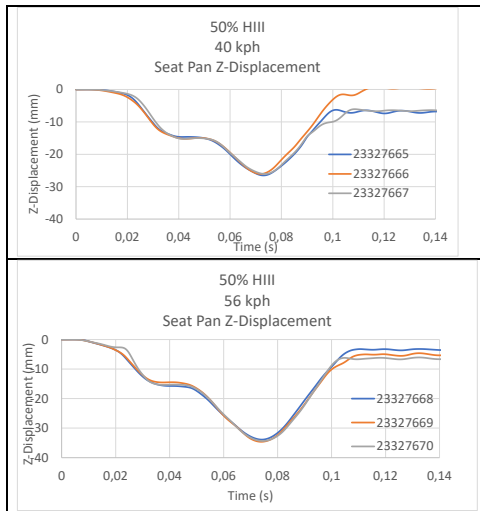 50% HIII
40 kph
Seat Pan Z-Displacement
Z-Displacement (mm)
0
-10
-20
-30
-40
0 0,02 0,04 0,06 0,08 0,1 0,12 0,14
Time (s)
23327665
23327666
23327667
50% HIII
56 kph
Seat Pan Z-Displacement
Z-Displacement (mm)
0
10
20
30
40
0 0,02 0,04 0,06 0,08 0,1 0,12 0,14
Time (s)
23327668
23327669
23327670